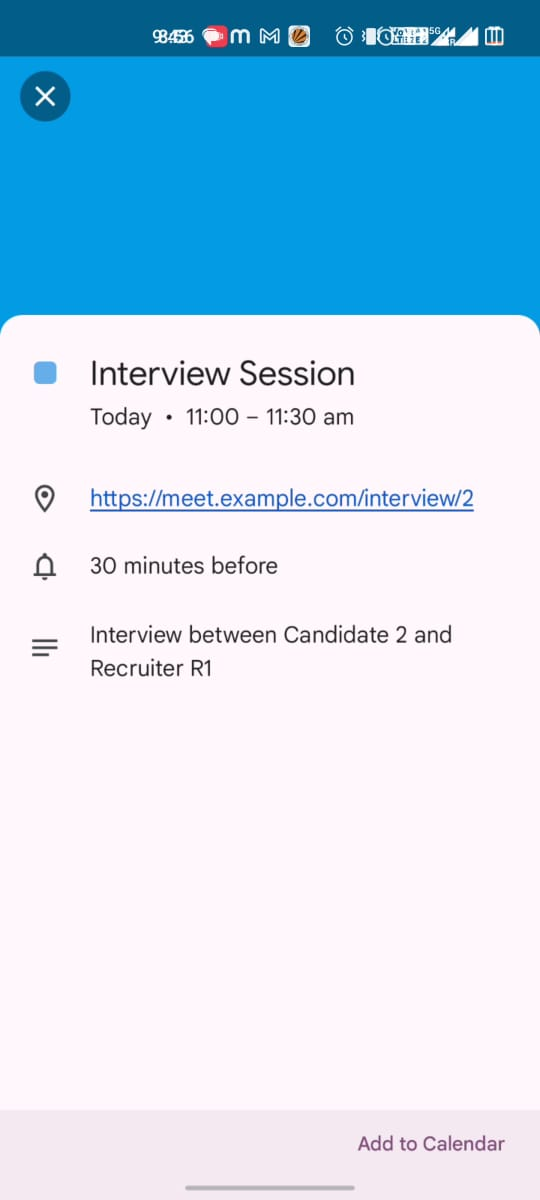 Interview Session
Today • 11:00 – 11:30 am
https://meet.example.com/interview/2
30 minutes before
Interview between Candidate 2 and
Recruiter R1
Add to Calendar